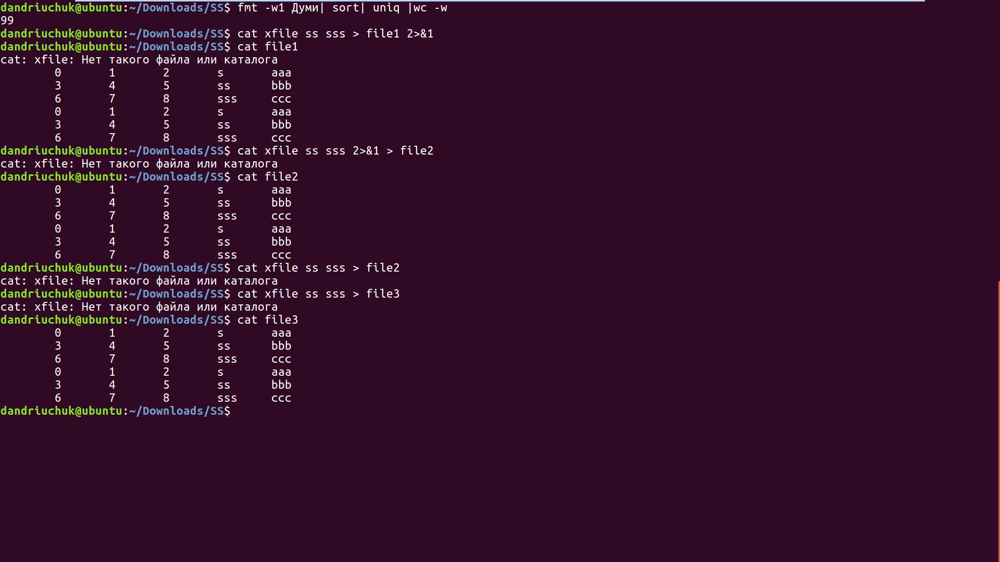 dandriuchuk@ubuntu:~/Downloads/SS$ fmt -w1 Думи| sort| uniq |wc -w
99
dandriuchuk@ubuntu:~/Downloads/SS$ cat xfile ss sss > file1 2>&1
dandriuchuk@ubuntu:~/Downloads/SS$ cat file1
cat: xfile: Нет такого файла или каталога
        0       1       2       s       aaa
        3       4       5       ss      bbb
        6       7       8       sss     ccc
        0       1       2       s       aaa
        3       4       5       ss      bbb
        6       7       8       sss     ccc
dandriuchuk@ubuntu:~/Downloads/SS$ cat xfile ss sss 2>&1 > file2
cat: xfile: Нет такого файла или каталога
dandriuchuk@ubuntu:~/Downloads/SS$ cat file2
        0       1       2       s       aaa
        3       4       5       ss      bbb
        6       7       8       sss     ccc
        0       1       2       s       aaa
        3       4       5       ss      bbb
        6       7       8       sss     ccc
dandriuchuk@ubuntu:~/Downloads/SS$ cat xfile ss sss > file2
cat: xfile: Нет такого файла или каталога
dandriuchuk@ubuntu:~/Downloads/SS$ cat xfile ss sss > file3
cat: xfile: Нет такого файла или каталога
dandriuchuk@ubuntu:~/Downloads/SS$ cat file3
        0       1       2       s       aaa
        3       4       5       ss      bbb
        6       7       8       sss     ccc
        0       1       2       s       aaa
        3       4       5       ss      bbb
        6       7       8       sss     ccc
dandriuchuk@ubuntu:~/Downloads/SS$